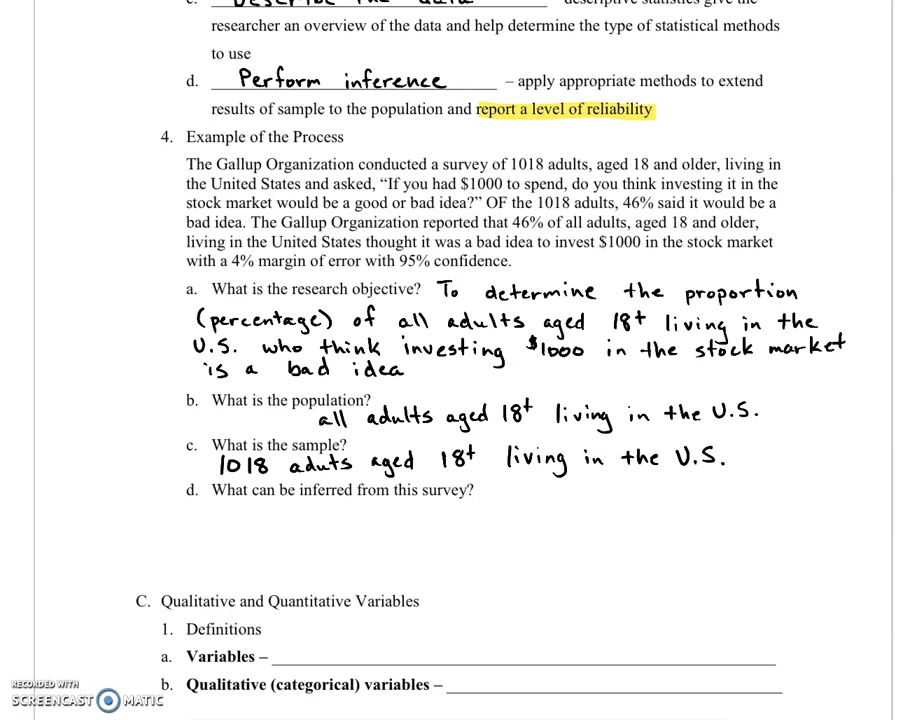 c. Describe the data – descriptive statistics give the
researcher an overview of the data and help determine the type of statistical methods
to use
d. Perform inference – apply appropriate methods to extend
results of sample to the population and report a level of reliability
4. Example of the Process
The Gallup Organization conducted a survey of 1018 adults, aged 18 and older, living in
the United States and asked, “If you had $1000 to spend, do you think investing it in the
stock market would be a good or bad idea?” OF the 1018 adults, 46% said it would be a
bad idea. The Gallup Organization reported that 46% of all adults, aged 18 and older,
living in the United States thought it was a bad idea to invest $1000 in the stock market
with a 4% margin of error with 95% confidence.
a. What is the research objective? To determine the proportion
(percentage) of all adults aged 18+ living in the
U.S. who think investing $1000 in the stock market
is a bad idea
b. What is the population?
all adults aged 18+ living in the U.S.
c. What is the sample?
1018 aduts aged 18+ living in the U.S.
d. What can be inferred from this survey?
C. Qualitative and Quantitative Variables
1. Definitions
a. Variables –
b. Qualitative (categorical) variables –
RECORDED WITH
SCREENCAST MATIC